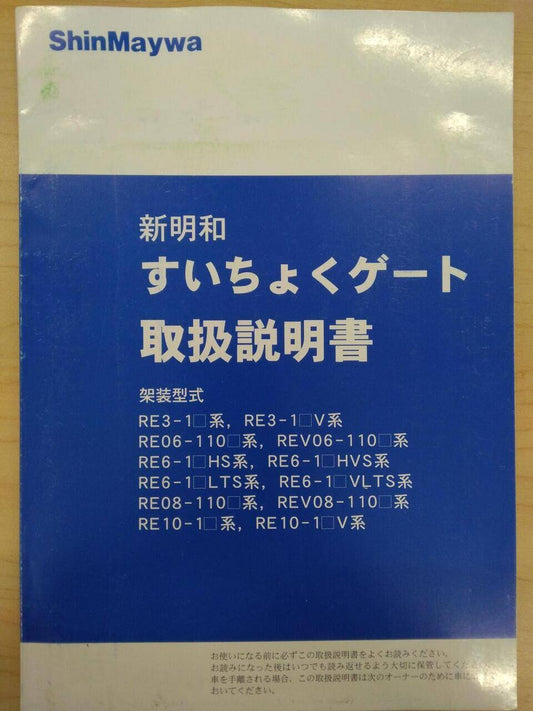 ShinMaywa
新明和
すいちょくゲート
取扱説明書
架装型式
RE3-1□系, RE3-1□V系
RE06-110□系, REV06-110□系
RE6-1□HS系, RE6-1□HVS系
RE6-1□LTS系, RE6-1□VLTS系
RE08-110□系, REV08-110□系
RE10-1□系, RE10-1□V系
お使いになる前に必ずこの取扱説明書をよくお読みください。
お読みになった後はいつでも読み返せるよう大切に保管してくださ
車を手離される場合、この取扱説明書は次のオーナーのために車に
おいてください。